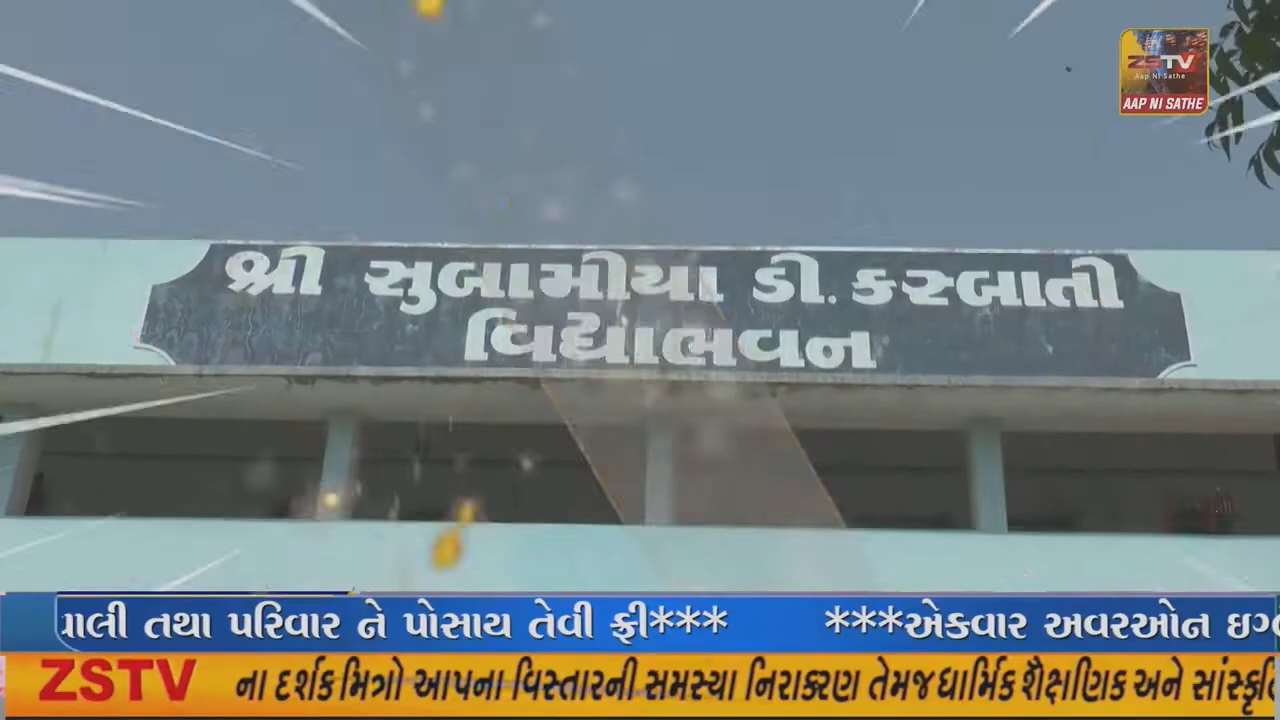 ZSTV
Aap Ni Sathe
AAP NI SATHE
શ્રી સુબામીયા ડી. કરબાતી
વિદ્યાભવન
તથા પરિવાર ને પોસાય તેવી ફ્રી*** ***એકવાર અવરઓન
ZSTV ના દર્શક મિત્રો આપના વિસ્તારની સમસ્યા નિરાકરણ તેમજ ધાર્મિક શૈક્ષણિક અને